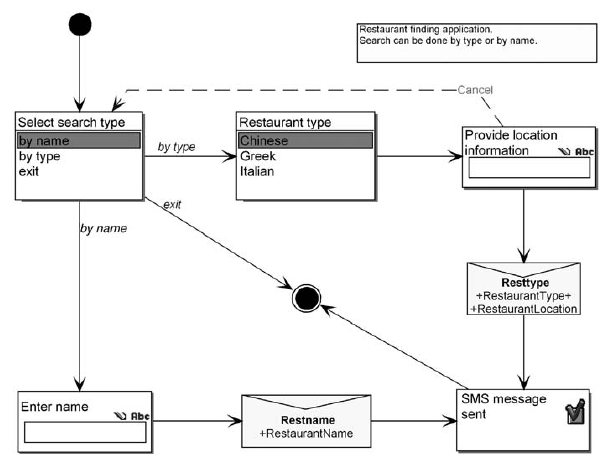 Restaurant finding application.
Search can be done by type or by name.
Cancel
Select search type
by name
by type
exit
by type
Restaurant type
Chinese
Greek
Italian
Provide location
information
Abc
exit
by name
Resttype
+RestaurantType+
+RestaurantLocation
Enter name
Abc
Restname
+RestaurantName
SMS message
sent